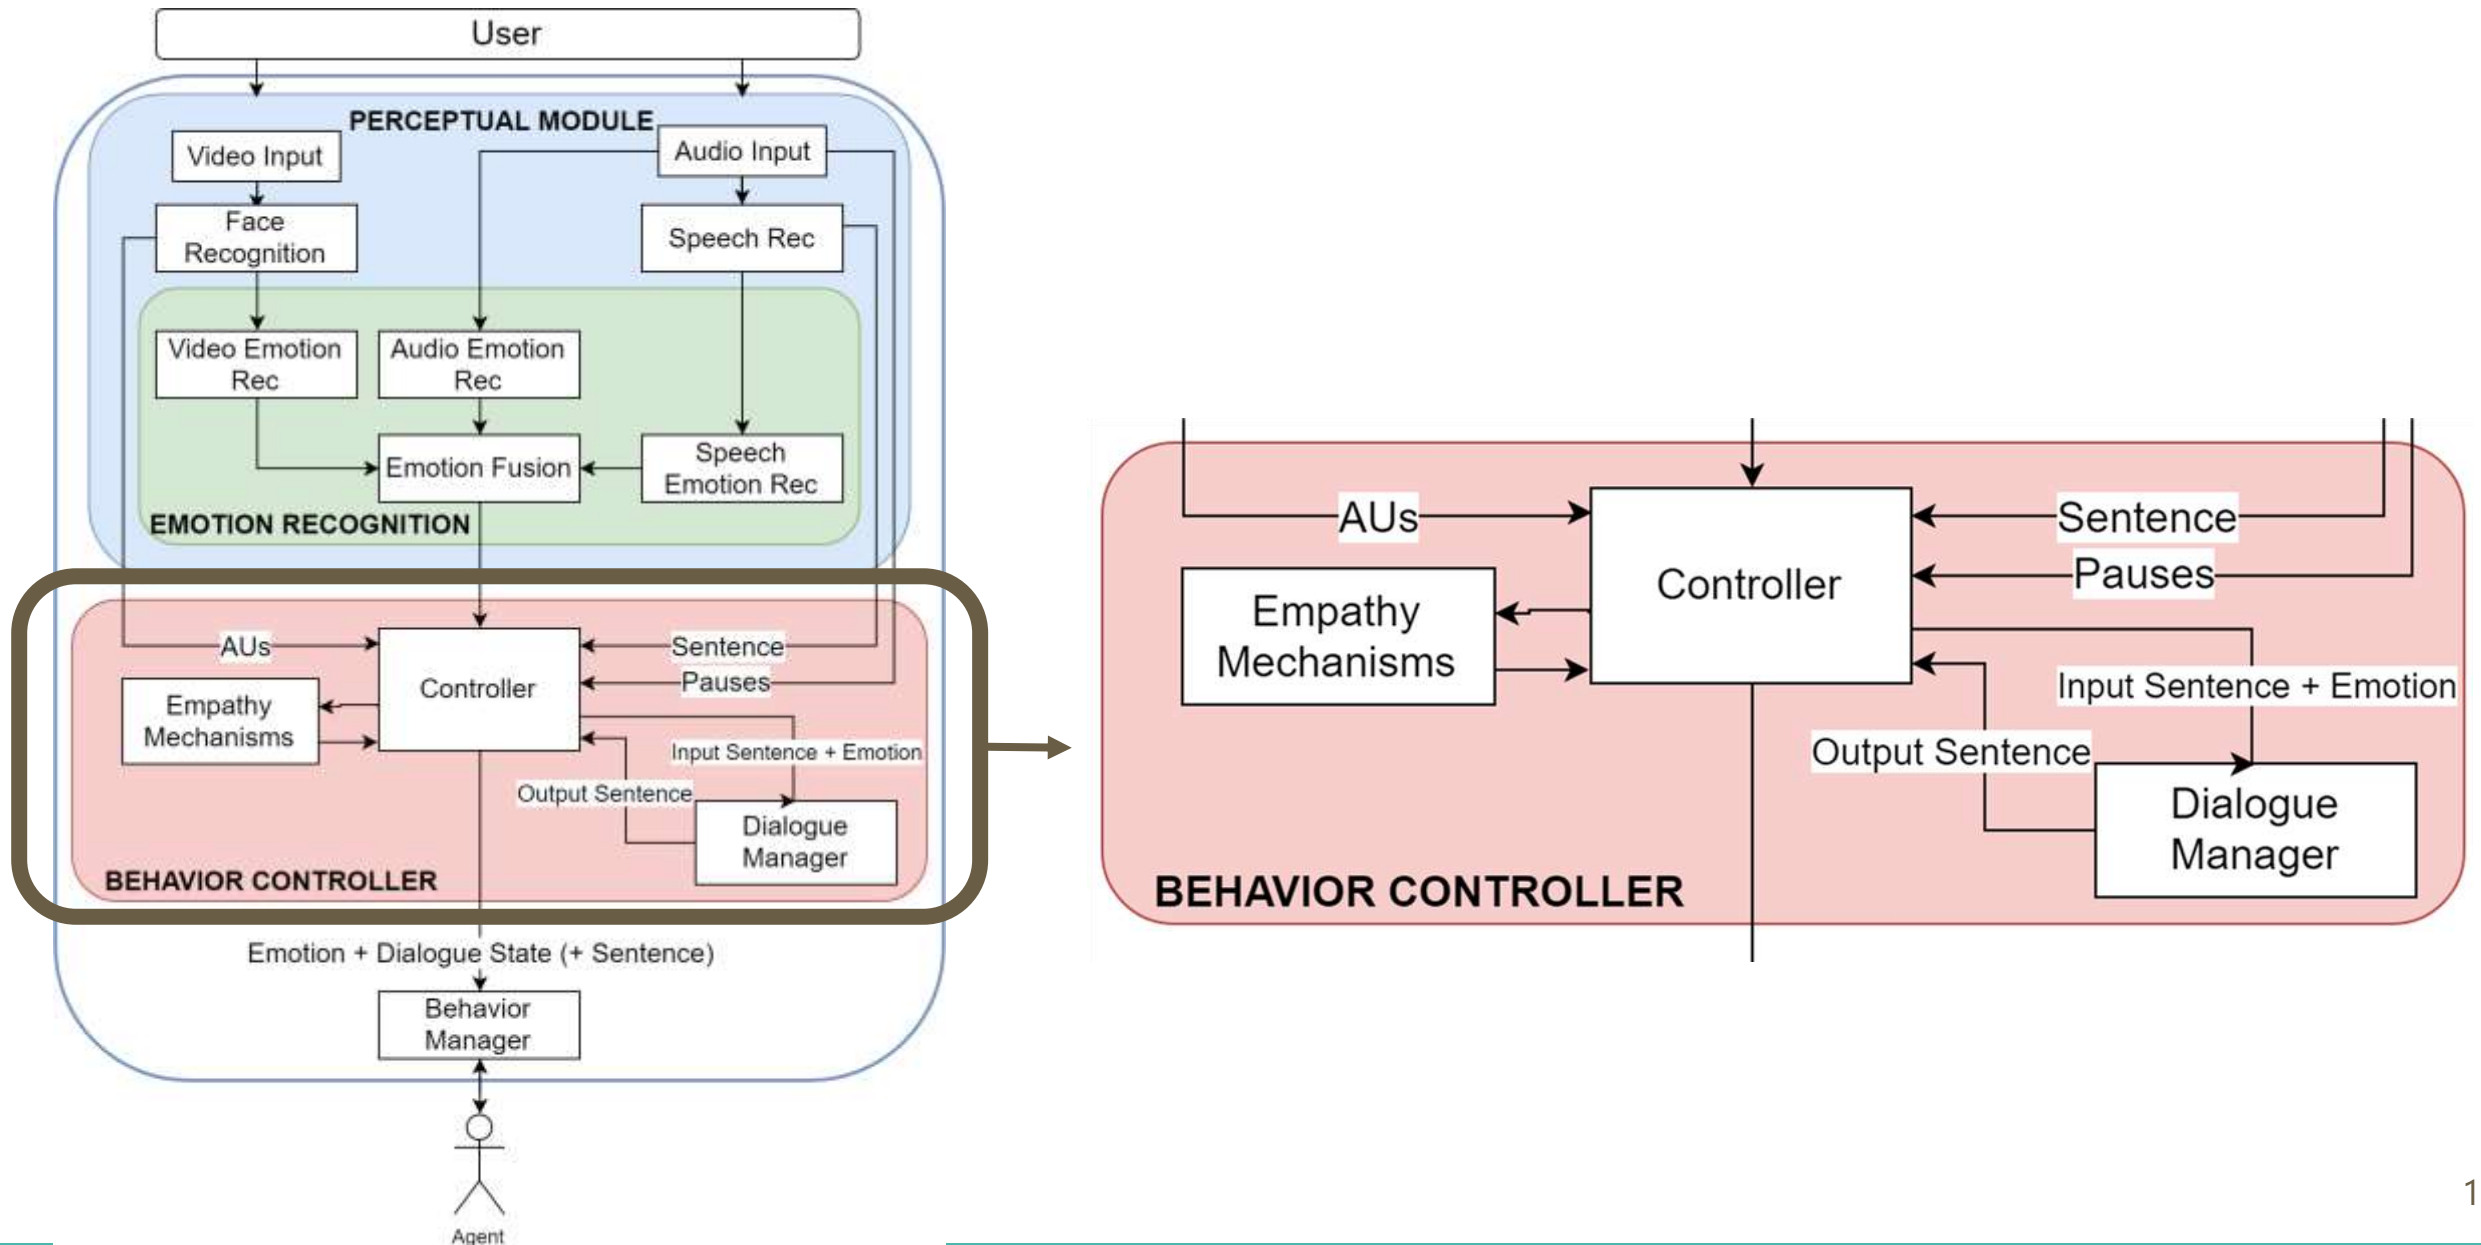 User
PERCEPTUAL MODULE
Video Input
Audio Input
Face
Recognition
Speech Rec
Video Emotion
Rec
Audio Emotion
Rec
Emotion Fusion
Speech
Emotion Rec
EMOTION RECOGNITION
AUs
Sentence
Controller
Pauses
Empathy
Mechanisms
Input Sentence + Emotion
Output Sentence
Dialogue
Manager
BEHAVIOR CONTROLLER
Emotion + Dialogue State (+ Sentence)
Behavior
Manager
Agent
AUs
Sentence
Controller
Pauses
Empathy
Mechanisms
Input Sentence + Emotion
Output Sentence
Dialogue
Manager
BEHAVIOR CONTROLLER
1